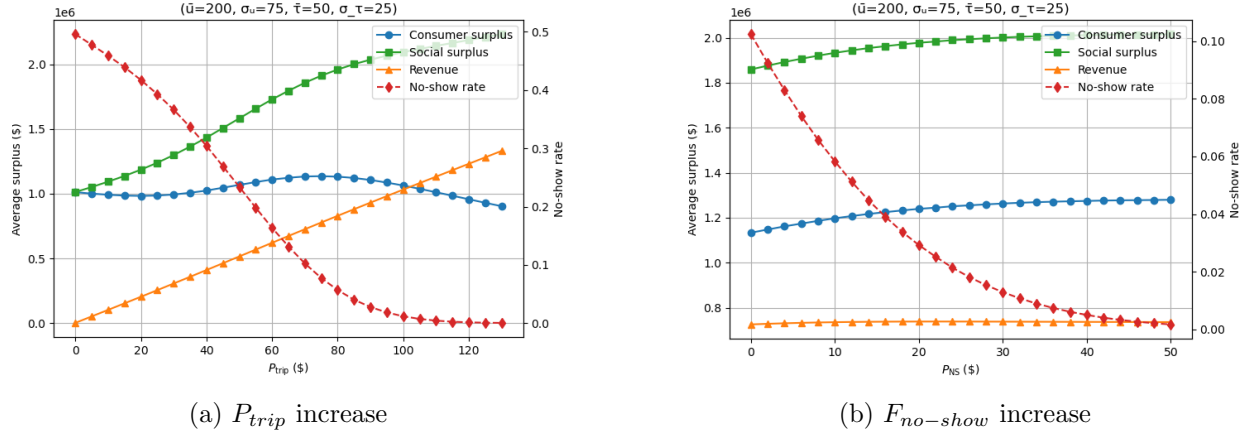 (ū=200, σᵤ=75, τ̄=50, σ_τ=25)
1e6
Consumer surplus
Social surplus
Revenue
No-show rate
2.0
1.5
1.0
0.5
0.0
Average surplus ($)
0.5
0.4
0.3
0.2
0.1
0.0
No-show rate
0 20 40 60 80 100 120
P_trip ($)
(a) P_trip increase
(ū=200, σᵤ=75, τ̄=50, σ_τ=25)
1e6
Consumer surplus
Social surplus
Revenue
No-show rate
2.0
1.8
1.6
1.4
1.2
1.0
0.8
Average surplus ($)
0.10
0.08
0.06
0.04
0.02
0.00
No-show rate
0 10 20 30 40 50
P_NS ($)
(b) F_no−show increase